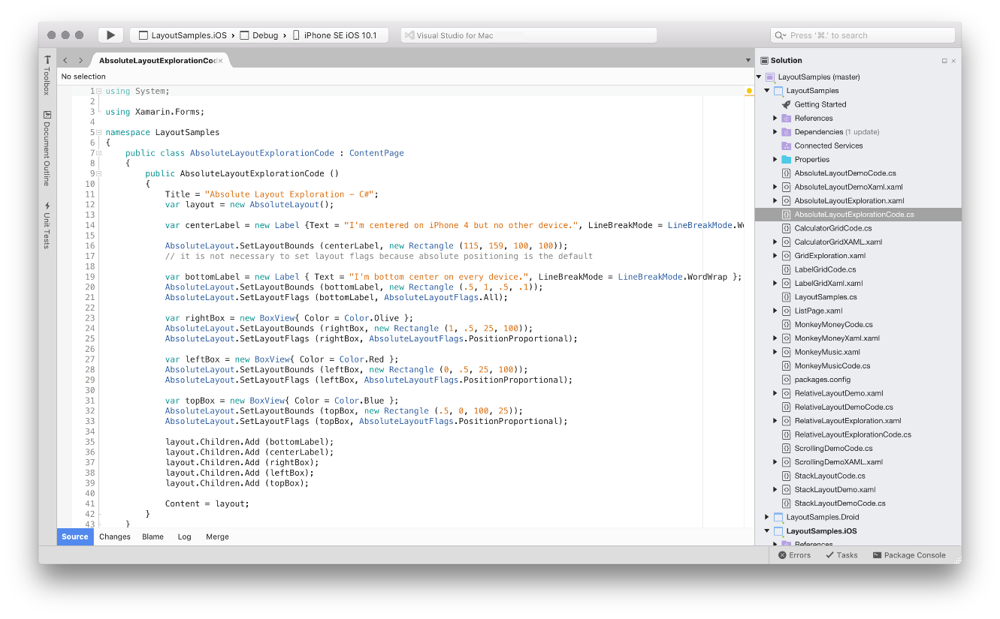 LayoutSamples.iOS › Debug › iPhone SE iOS 10.1
Visual Studio for Mac
Press '⌘.' to search
Toolbox
Document Outline
Unit Tests
AbsoluteLayoutExplorationCod
No selection
1 using System;
2
3 using Xamarin.Forms;
4
5 namespace LayoutSamples
6 {
7 public class AbsoluteLayoutExplorationCode : ContentPage
8 {
9 public AbsoluteLayoutExplorationCode ()
10 {
11 Title = "Absolute Layout Exploration - C#";
12 var layout = new AbsoluteLayout();
13
14 var centerLabel = new Label {Text = "I'm centered on iPhone 4 but no other device.", LineBreakMode = LineBreakMode.Wo
15
16 AbsoluteLayout.SetLayoutBounds (centerLabel, new Rectangle (115, 159, 100, 100));
17 // it is not necessary to set layout flags because absolute positioning is the default
18
19 var bottomLabel = new Label { Text = "I'm bottom center on every device.", LineBreakMode = LineBreakMode.WordWrap };
20 AbsoluteLayout.SetLayoutBounds (bottomLabel, new Rectangle (.5, 1, .5, .1));
21 AbsoluteLayout.SetLayoutFlags (bottomLabel, AbsoluteLayoutFlags.All);
22
23 var rightBox = new BoxView{ Color = Color.Olive };
24 AbsoluteLayout.SetLayoutBounds (rightBox, new Rectangle (1, .5, 25, 100));
25 AbsoluteLayout.SetLayoutFlags (rightBox, AbsoluteLayoutFlags.PositionProportional);
26
27 var leftBox = new BoxView{ Color = Color.Red };
28 AbsoluteLayout.SetLayoutBounds (leftBox, new Rectangle (0, .5, 25, 100));
29 AbsoluteLayout.SetLayoutFlags (leftBox, AbsoluteLayoutFlags.PositionProportional);
30
31 var topBox = new BoxView{ Color = Color.Blue };
32 AbsoluteLayout.SetLayoutBounds (topBox, new Rectangle (.5, 0, 100, 25));
33 AbsoluteLayout.SetLayoutFlags (topBox, AbsoluteLayoutFlags.PositionProportional);
34
35 layout.Children.Add (bottomLabel);
36 layout.Children.Add (centerLabel);
37 layout.Children.Add (rightBox);
38 layout.Children.Add (leftBox);
39 layout.Children.Add (topBox);
40
41 Content = layout;
42 }
43 }
Source Changes Blame Log Merge
Solution
LayoutSamples (master)
LayoutSamples
Getting Started
References
Dependencies (1 update)
Connected Services
Properties
AbsoluteLayoutDemoCode.cs
AbsoluteLayoutDemoXaml.xaml
AbsoluteLayoutExploration.xaml
AbsoluteLayoutExplorationCode.cs
CalculatorGridCode.cs
CalculatorGridXAML.xaml
GridExploration.xaml
LabelGridCode.cs
LabelGridXaml.xaml
LayoutSamples.cs
ListPage.xaml
MonkeyMoneyCode.cs
MonkeyMoneyXaml.xaml
MonkeyMusic.xaml
MonkeyMusicCode.cs
packages.config
RelativeLayoutDemo.xaml
RelativeLayoutDemoCode.cs
RelativeLayoutExploration.xaml
RelativeLayoutExplorationCode.cs
ScrollingDemoCode.cs
ScrollingDemoXAML.xaml
StackLayoutCode.cs
StackLayoutDemo.xaml
StackLayoutDemoCode.cs
LayoutSamples.Droid
LayoutSamples.iOS
References
Errors Tasks Package Console